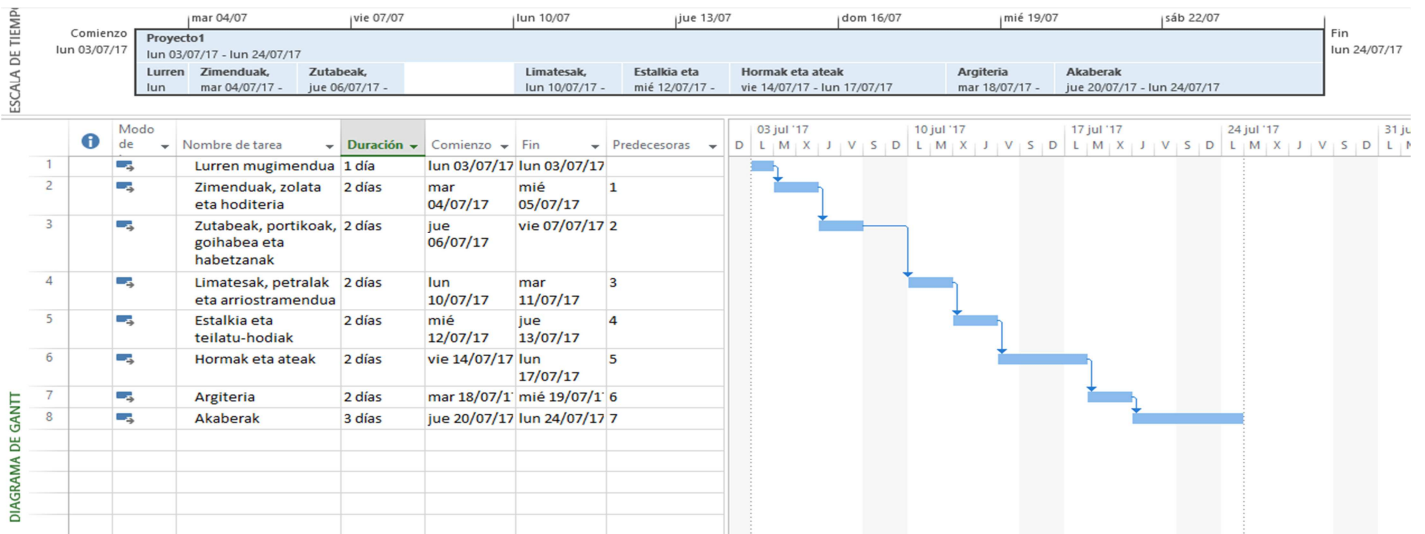 ESCALA DE TIEMP
mar 04/07 vie 07/07 lun 10/07 jue 13/07 dom 16/07 mié 19/07 sáb 22/07
Comienzo
lun 03/07/17
Fin
lun 24/07/17
Proyecto1
lun 03/07/17 - lun 24/07/17
Lurren Zimenduak, Zutabeak, Limatesak, Estalkia eta Hormak eta ateak Argiteria Akaberak
lun mar 04/07/17 - jue 06/07/17 - lun 10/07/17 - mié 12/07/17 - vie 14/07/17 - lun 17/07/17 mar 18/07/17 - jue 20/07/17 - lun 24/07/17
DIAGRAMA DE GANTT
Modo
de Nombre de tarea Duración Comienzo Fin Predecesoras
03 jul '17 10 jul '17 17 jul '17 24 jul '17 31 ju
D L M X J V S D L M X J V S D L M X J V S D L M X J V S D L
1 Lurren mugimendua 1 día lun 03/07/17 lun 03/07/17
2 Zimenduak, zolata 2 días mar mié 1
eta hoditeria 04/07/17 05/07/17
3 Zutabeak, portikoak, 2 días jue vie 07/07/17 2
goihabea eta 06/07/17
habetzanak
4 Limatesak, petralak 2 días lun mar 3
eta arriostramendua 10/07/17 11/07/17
5 Estalkia eta 2 días mié jue 4
teilatu-hodiak 12/07/17 13/07/17
6 Hormak eta ateak 2 días vie 14/07/17 lun 5
17/07/17
7 Argiteria 2 días mar 18/07/1 mié 19/07/1 6
8 Akaberak 3 días jue 20/07/17 lun 24/07/17 7